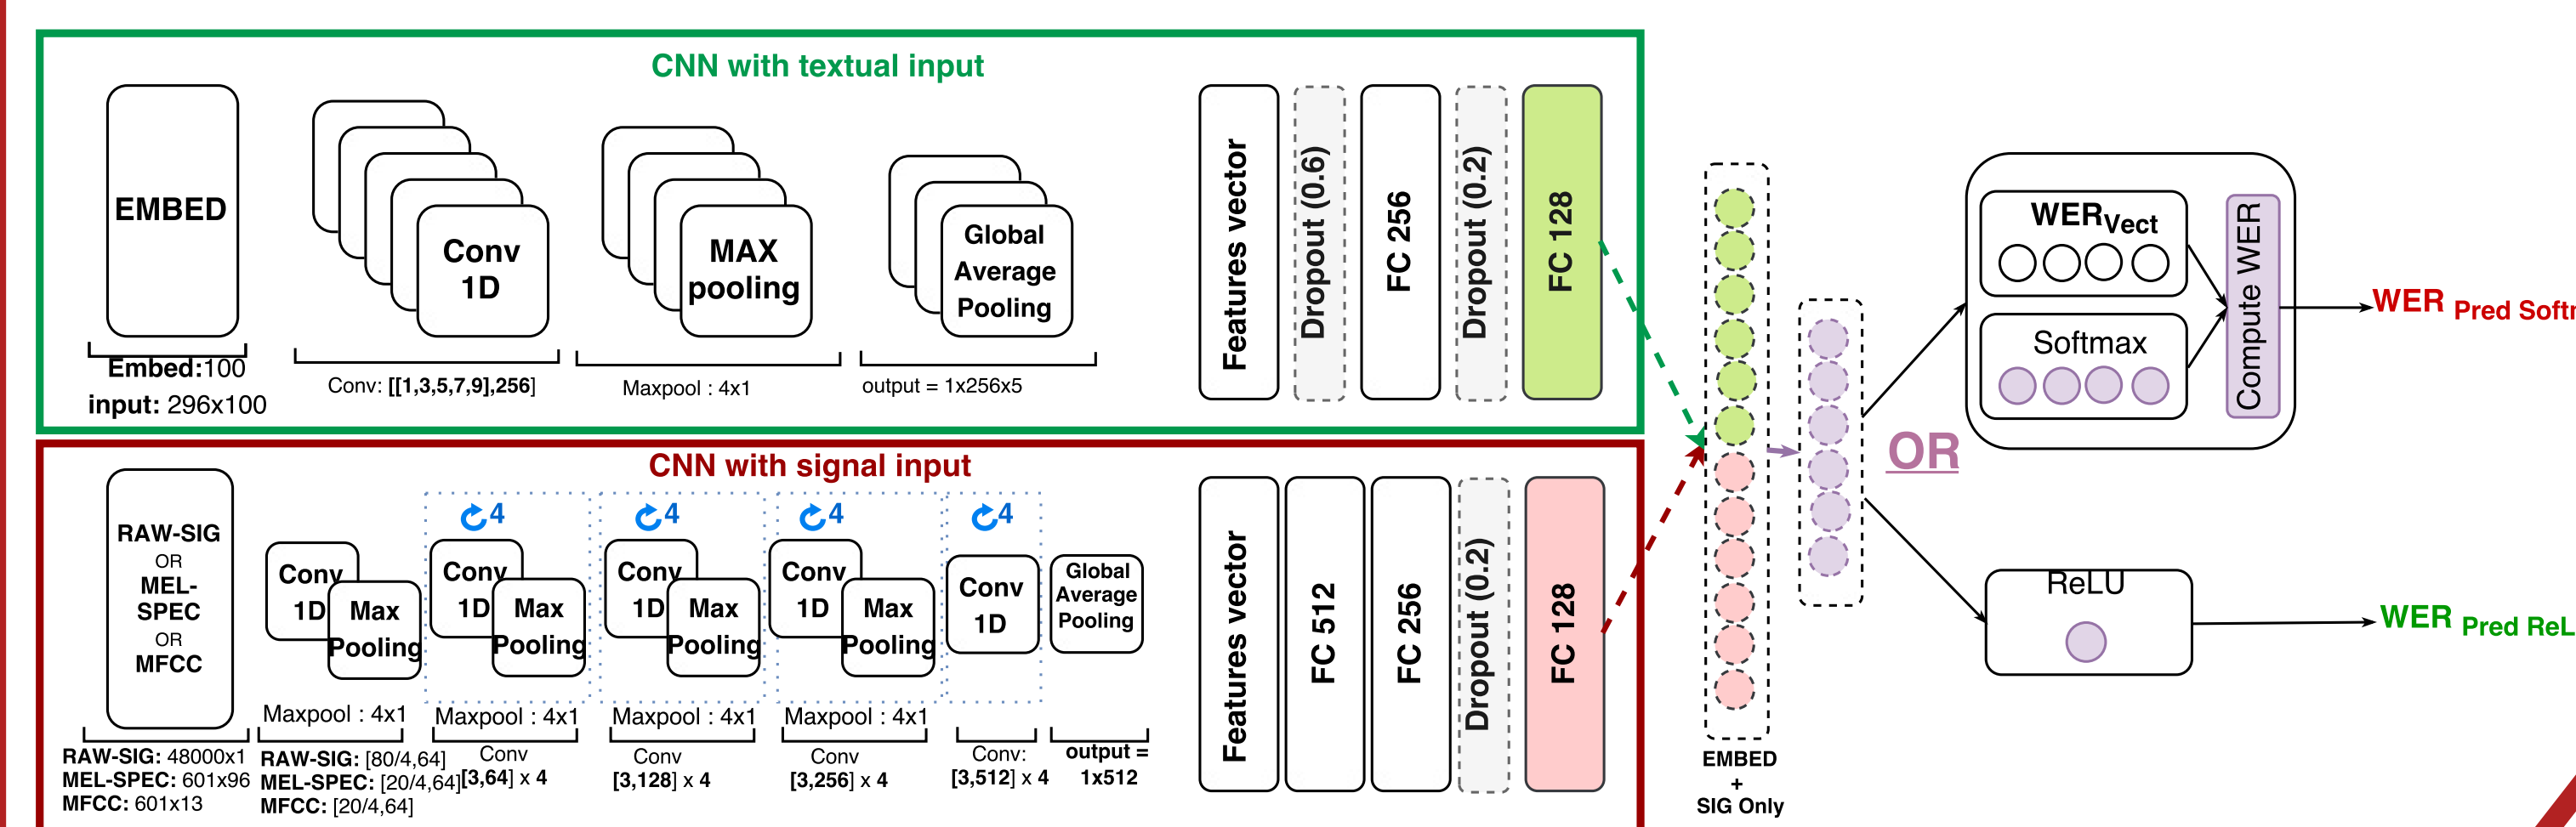 CNN with textual input
EMBED
Embed:100
input: 296x100
Conv
1D
Conv: [[1,3,5,7,9],256]
MAX
pooling
Maxpool : 4x1
Global
Average
Pooling
output = 1x256x5
Features vector
Dropout (0.6)
FC 256
Dropout (0.2)
FC 128
CNN with signal input
RAW-SIG
OR
MEL-
SPEC
OR
MFCC
RAW-SIG: 48000x1
MEL-SPEC: 601x96
MFCC: 601x13
Conv
1D
Max
Pooling
Maxpool : 4x1
RAW-SIG: [80/4,64]
MEL-SPEC: [20/4,64]
MFCC: [20/4,64]
4
Conv
1D
Max
Pooling
Maxpool : 4x1
Conv
[3,64] x 4
4
Conv
1D
Max
Pooling
Maxpool : 4x1
Conv
[3,128] x 4
4
Conv
1D
Max
Pooling
Maxpool : 4x1
Conv
[3,256] x 4
4
Conv
1D
Conv:
[3,512] x 4
Global
Average
Pooling
output =
1x512
Features vector
FC 512
FC 256
Dropout (0.2)
FC 128
EMBED
+
SIG Only
OR
WERVect
Softmax
Compute WER
WER Pred Softm
ReLU
WER Pred ReL